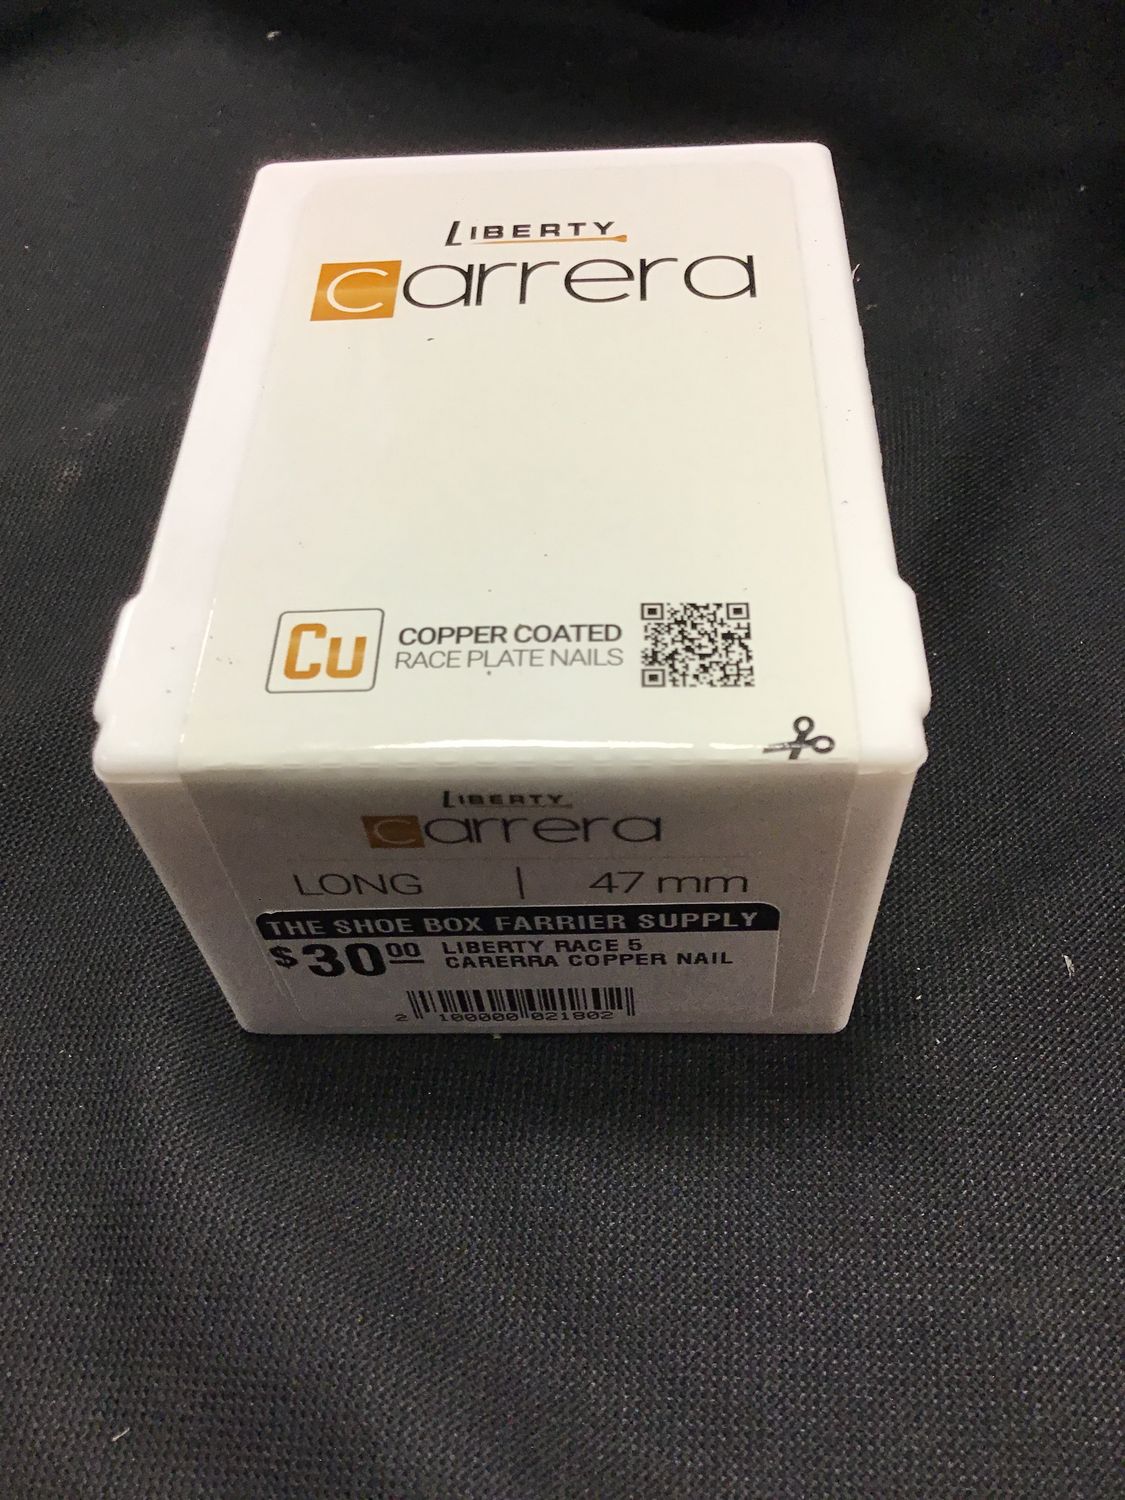 LIBERTY
carrera
Cu
COPPER COATED
RACE PLATE NAILS
LIBERTY
carrera
LONG | 47 mm
THE SHOE BOX FARRIER SUPPLY
$30.00 LIBERTY RACE 5
CARERRA COPPER NAIL
2 100000 021802